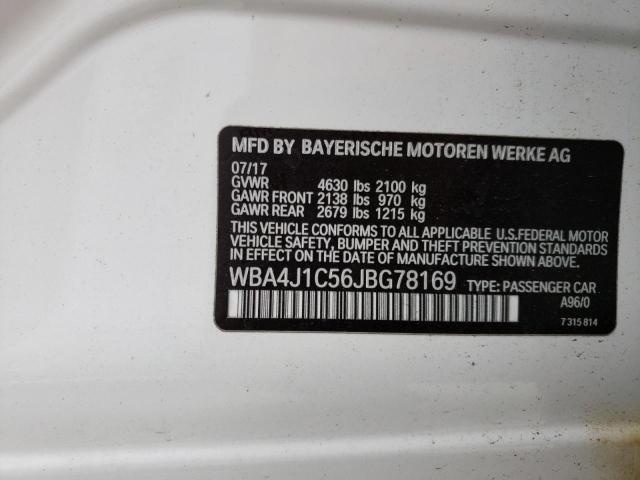 MFD BY BAYERISCHE MOTOREN WERKE AG
07/17
GVWR 4630 lbs 2100 kg
GAWR FRONT 2138 lbs 970 kg
GAWR REAR 2679 lbs 1215 kg
THIS VEHICLE CONFORMS TO ALL APPLICABLE U.S.FEDERAL MOTOR
VEHICLE SAFETY, BUMPER AND THEFT PREVENTION STANDARDS
IN EFFECT ON THE DATE OF MANUFACTURE SHOWN ABOVE.
WBA4J1C56JBG78169 TYPE: PASSENGER CAR
A96/0
7 315 814